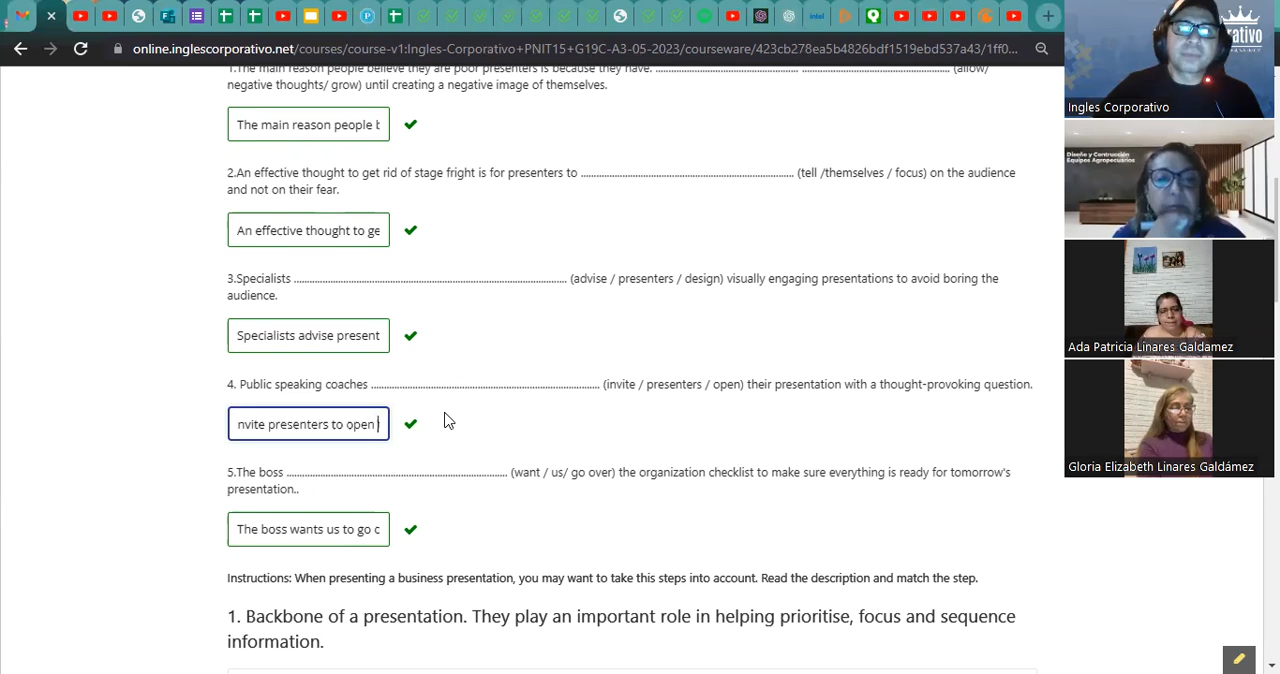 online.inglescorporativo.net/courses/course-v1:Ingles-Corporativo+PNIT15+G19C-A3-05-2023/courseware/423cb278ea5b4826bdf1519ebd537a43/1ff0...
1.The main reason people believe they are poor presenters is because they have. ........................................................ ........................................................ (allow/
negative thoughts/ grow) until creating a negative image of themselves.
The main reason people b
2.An effective thought to get rid of stage fright is for presenters to ................................................................................ (tell /themselves / focus) on the audience
and not on their fear.
An effective thought to ge
3.Specialists .................................................................................................... (advise / presenters / design) visually engaging presentations to avoid boring the
audience.
Specialists advise present
4. Public speaking coaches .................................................................................... (invite / presenters / open) their presentation with a thought-provoking question.
nvite presenters to open
5.The boss ................................................................................ (want / us/ go over) the organization checklist to make sure everything is ready for tomorrow's
presentation..
The boss wants us to go c
Instructions: When presenting a business presentation, you may want to take this steps into account. Read the description and match the step.
1. Backbone of a presentation. They play an important role in helping prioritise, focus and sequence
information.
Ingles Corporativo
Diseño y Contrucción
Equipos Agropecuarios
Ada Patricia Linares Galdamez
Gloria Elizabeth Linares Galdámez